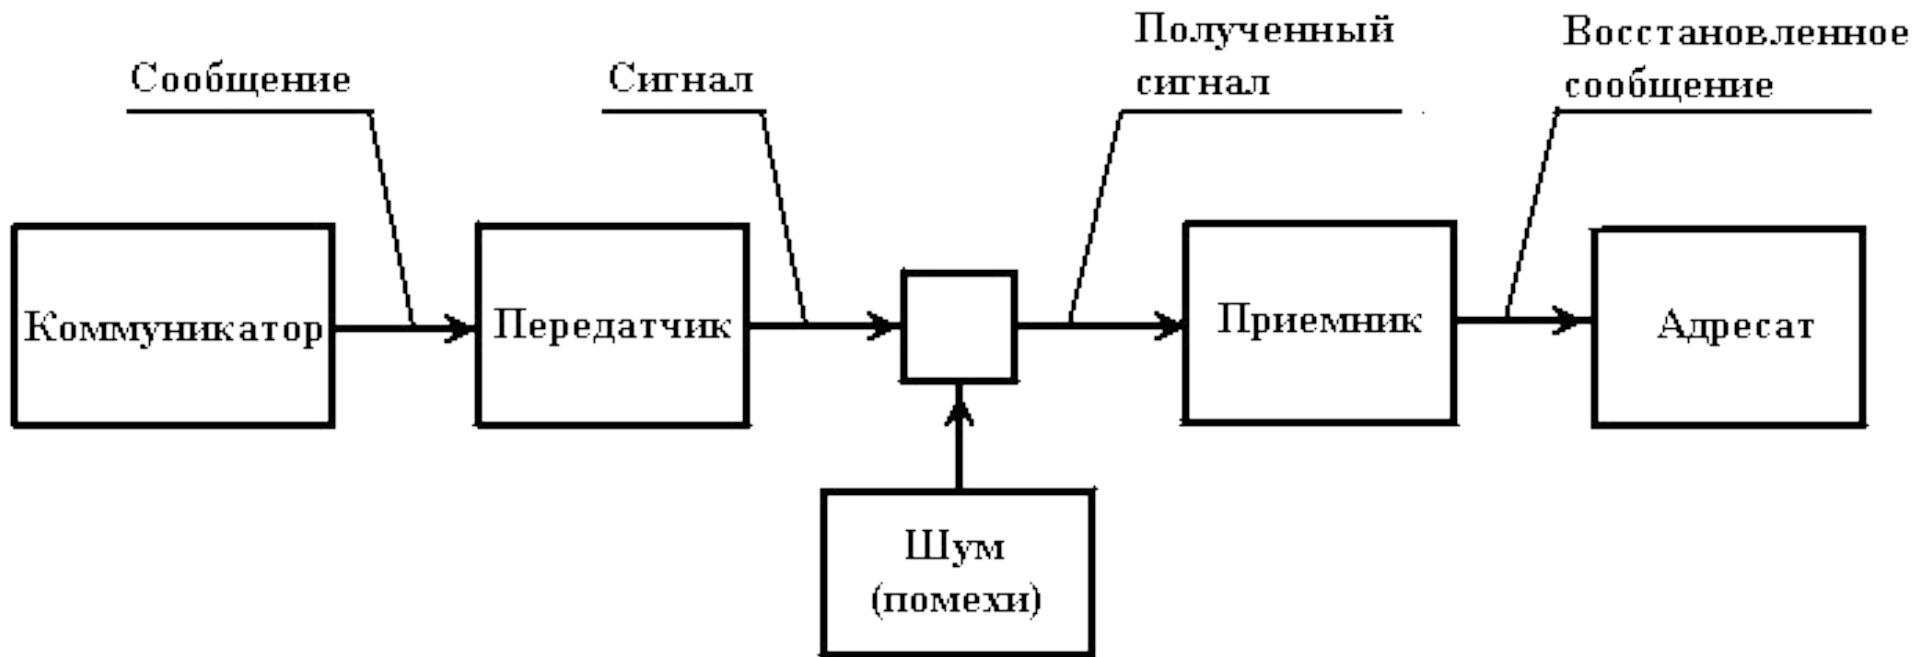 Сообщение
Сигнал
Полученный
сигнал
Восстановленное
сообщение
Коммуникатор
Передатчик
Приемник
Адресат
Шум
(помехи)